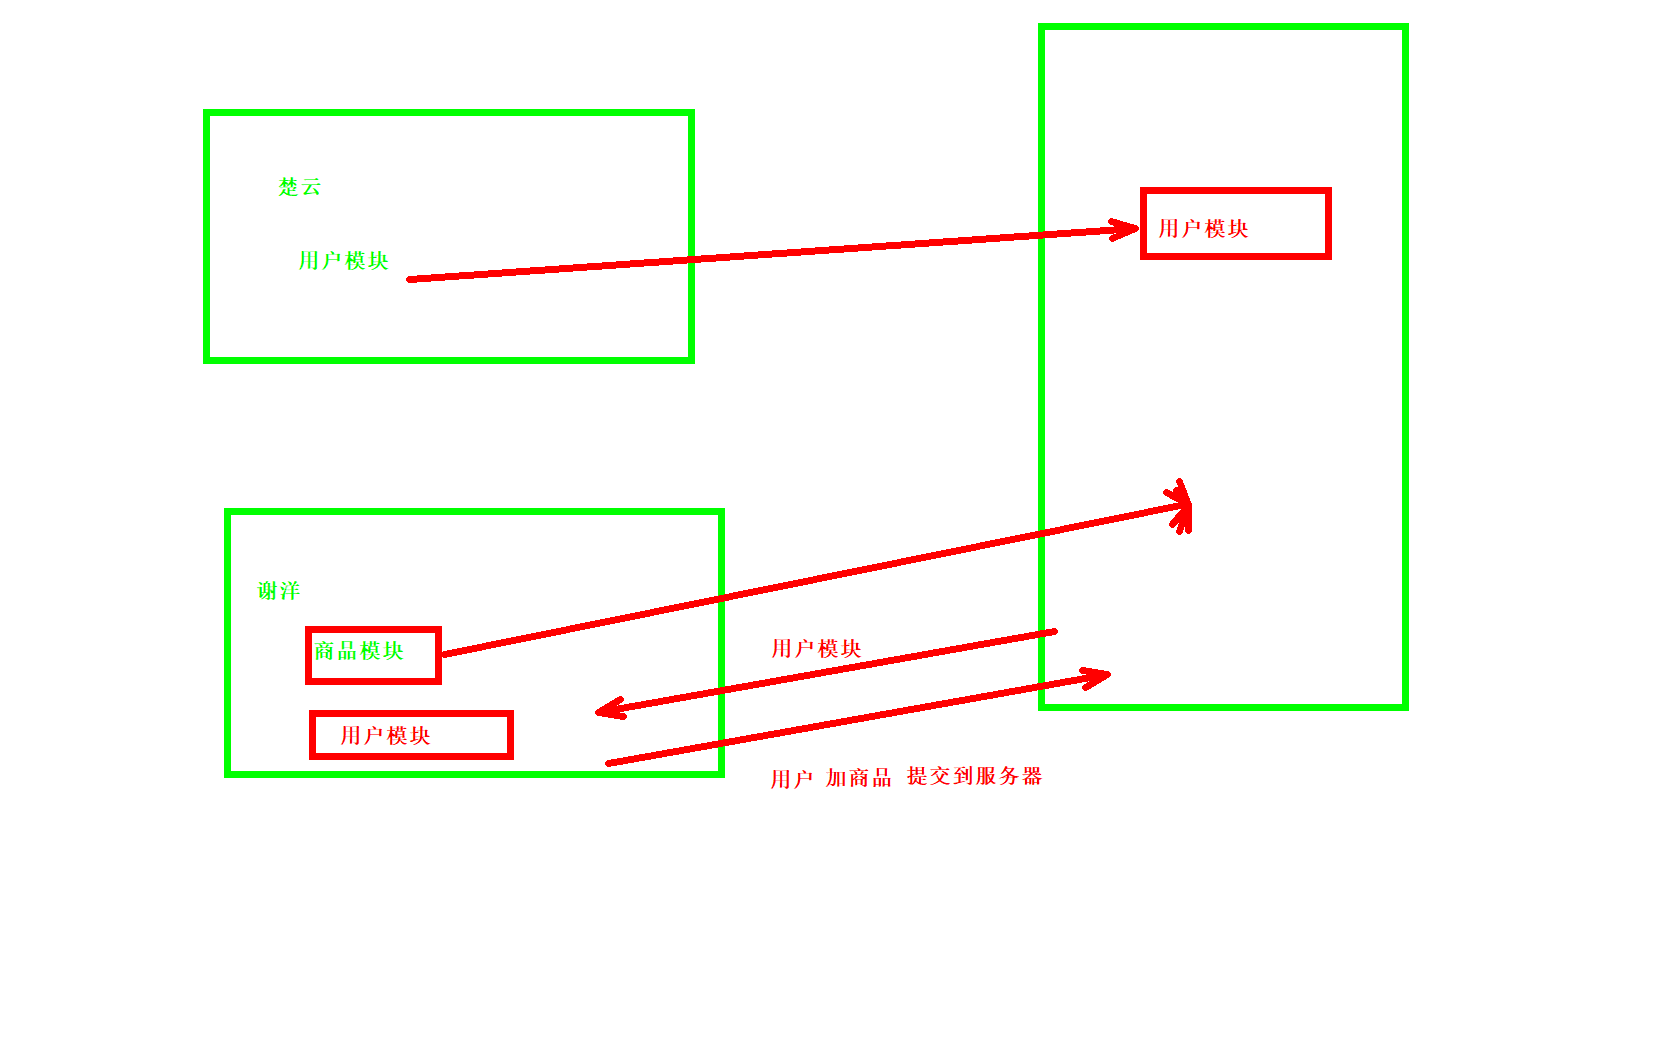 楚云
用户模块
用户模块
谢洋
商品模块
用户模块
用户模块
用户 加商品 提交到服务器